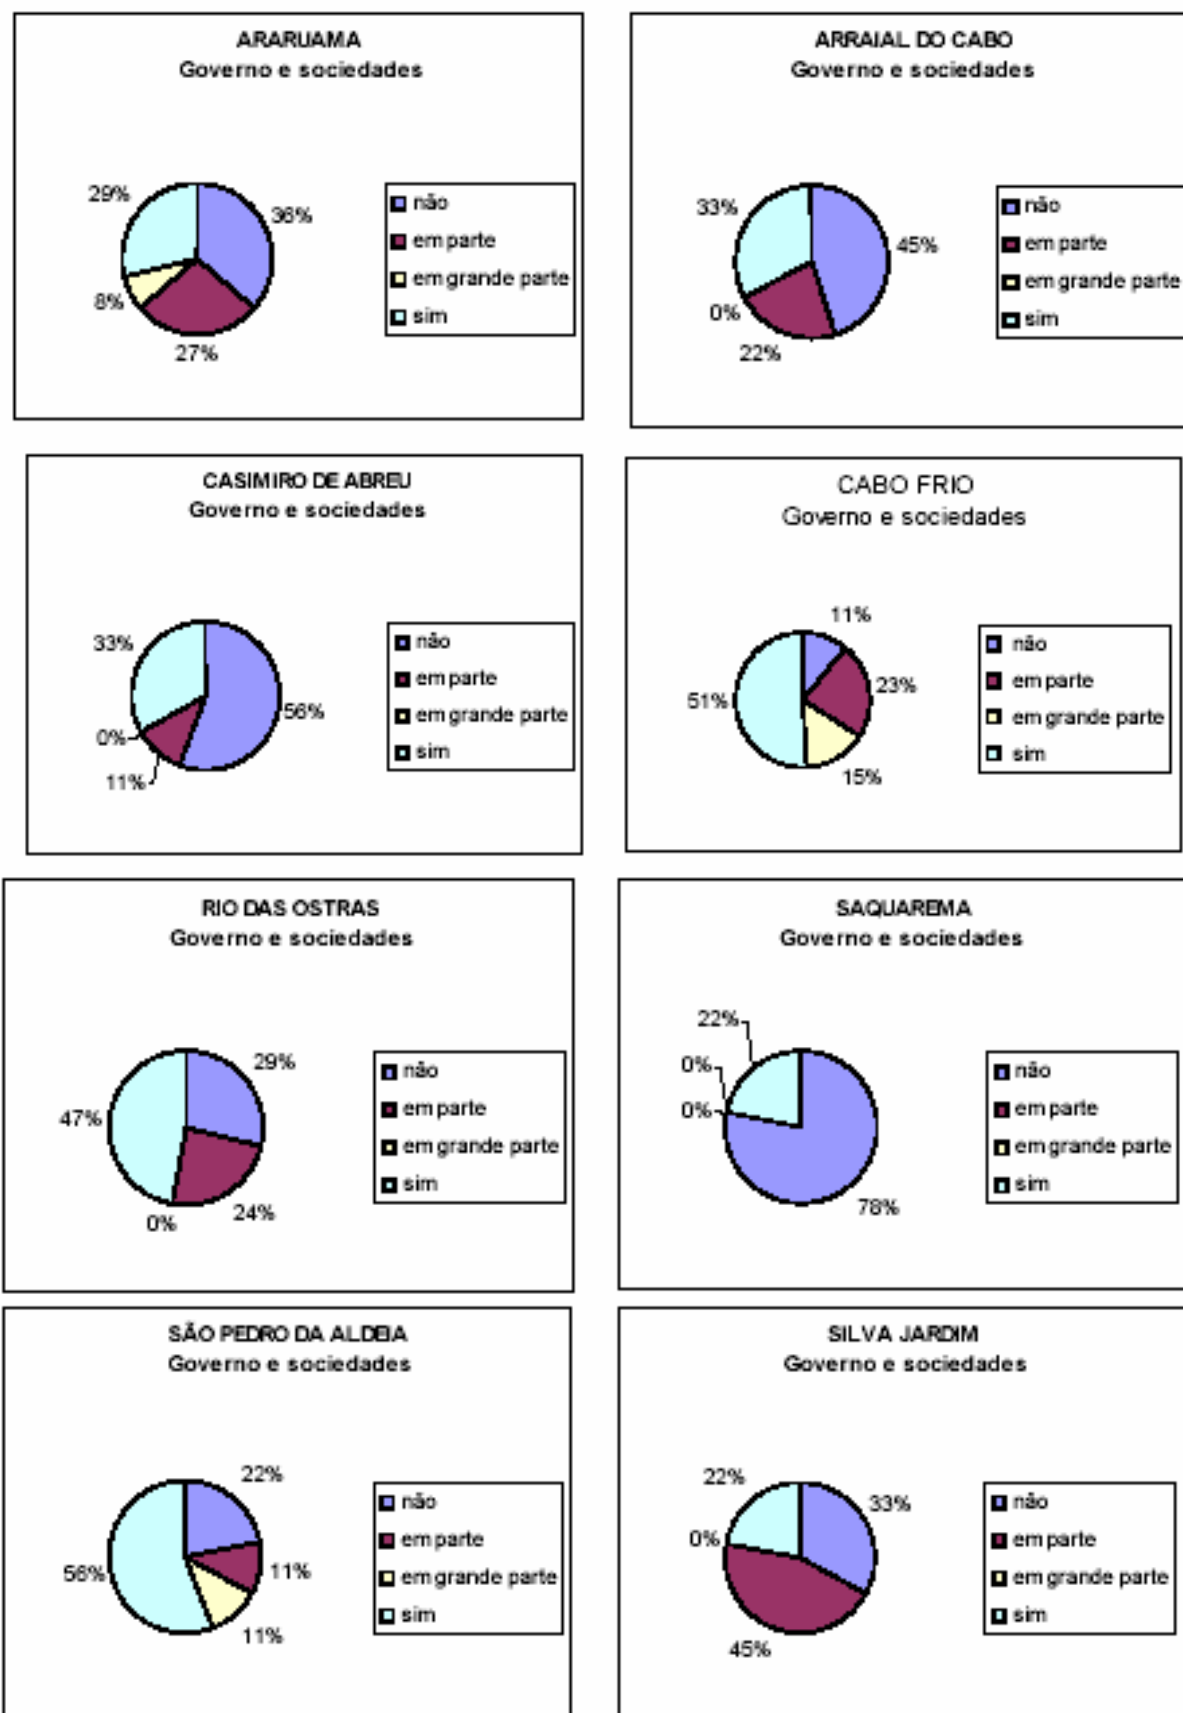 ARARUAMA
Governo e sociedades
29%
36%
8%
27%
não
em parte
em grande parte
sim
ARRAIAL DO CABO
Governo e sociedades
33%
45%
0%
22%
não
em parte
em grande parte
sim
CASIMIRO DE ABREU
Governo e sociedades
33%
56%
0%
11%
não
em parte
em grande parte
sim
CABO FRIO
Governo e sociedades
11%
51%
23%
15%
não
em parte
em grande parte
sim
RIO DAS OSTRAS
Governo e sociedades
29%
47%
24%
0%
não
em parte
em grande parte
sim
SAQUAREMA
Governo e sociedades
22%
0%
0%
78%
não
em parte
em grande parte
sim
SÃO PEDRO DA ALDEIA
Governo e sociedades
22%
56%
11%
11%
não
em parte
em grande parte
sim
SILVA JARDIM
Governo e sociedades
22%
33%
0%
45%
não
em parte
em grande parte
sim